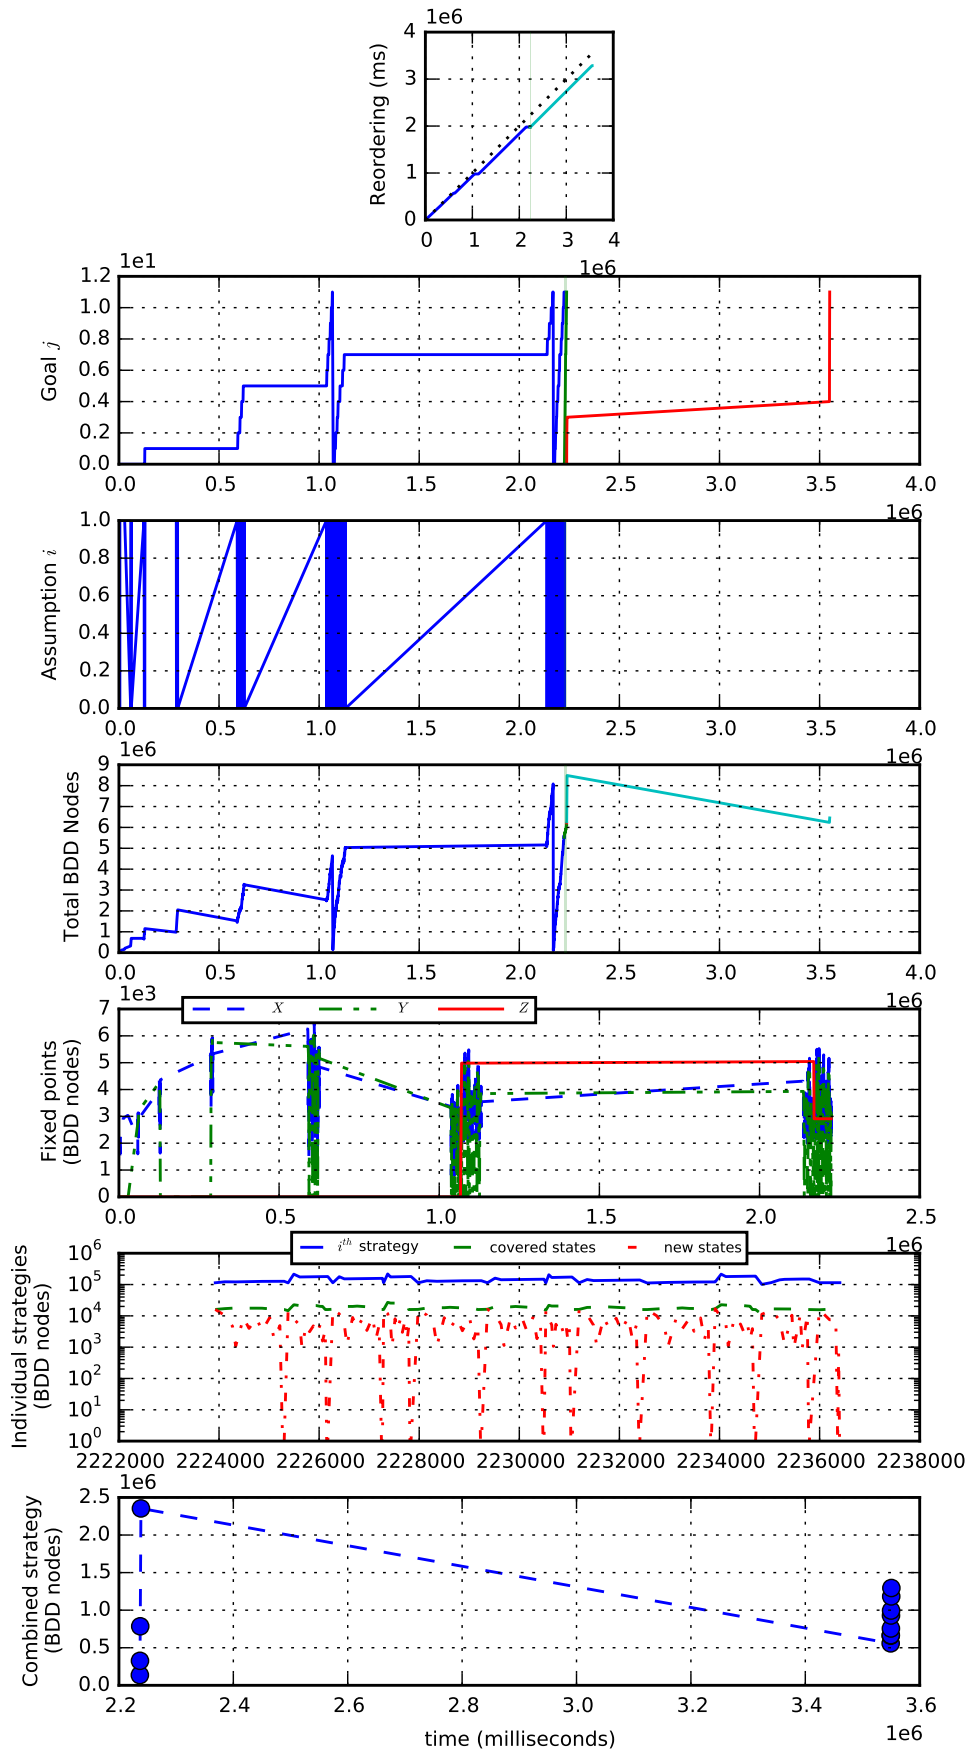 1e6
4
3
2
1
0
Reordering (ms)
0 1 2 3 4
1e6
1e1
1.2
1.0
0.8
0.6
0.4
0.2
0.0
Goal j
0.0 0.5 1.0 1.5 2.0 2.5 3.0 3.5 4.0
1e6
1.0
0.8
0.6
0.4
0.2
0.0
Assumption i
0.0 0.5 1.0 1.5 2.0 2.5 3.0 3.5 4.0
1e6
1e6
9
8
7
6
5
4
3
2
1
0
Total BDD Nodes
0.0 0.5 1.0 1.5 2.0 2.5 3.0 3.5 4.0
1e6
1e3
X Y Z
7
6
5
4
3
2
1
0
Fixed points
(BDD nodes)
0.0 0.5 1.0 1.5 2.0 2.5
1e6
i^th strategy covered states new states
10^6
10^5
10^4
10^3
10^2
10^1
10^0
Individual strategies
(BDD nodes)
2222000 2224000 2226000 2228000 2230000 2232000 2234000 2236000 2238000
1e6
2.5
2.0
1.5
1.0
0.5
0.0
Combined strategy
(BDD nodes)
2.2 2.4 2.6 2.8 3.0 3.2 3.4 3.6
time (milliseconds)
1e6